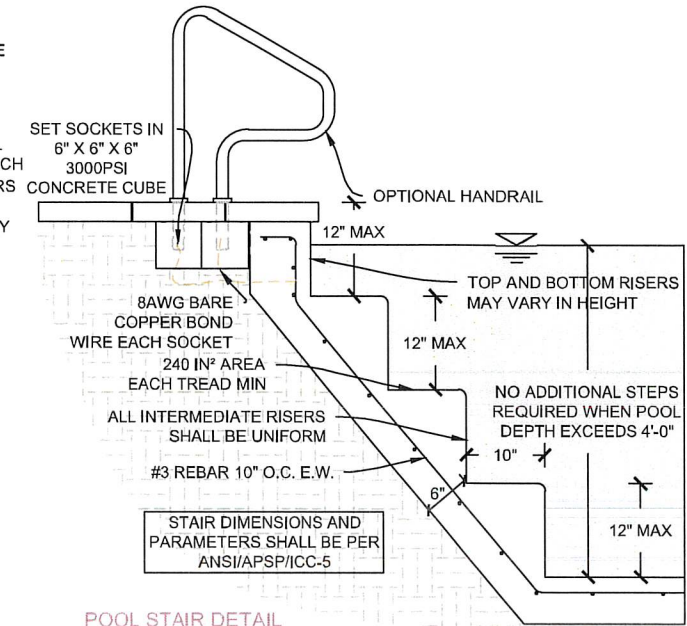 E
CH
RS
Y
SET SOCKETS IN
6" X 6" X 6"
3000PSI
CONCRETE CUBE
OPTIONAL HANDRAIL
12" MAX
TOP AND BOTTOM RISERS
MAY VARY IN HEIGHT
8AWG BARE
COPPER BOND
WIRE EACH SOCKET
12" MAX
240 IN² AREA
EACH TREAD MIN
NO ADDITIONAL STEPS
REQUIRED WHEN POOL
DEPTH EXCEEDS 4'-0"
ALL INTERMEDIATE RISERS
SHALL BE UNIFORM
10"
#3 REBAR 10" O.C. E.W.
6"
12" MAX
STAIR DIMENSIONS AND
PARAMETERS SHALL BE PER
ANSI/APSP/ICC-5
POOL STAIR DETAIL